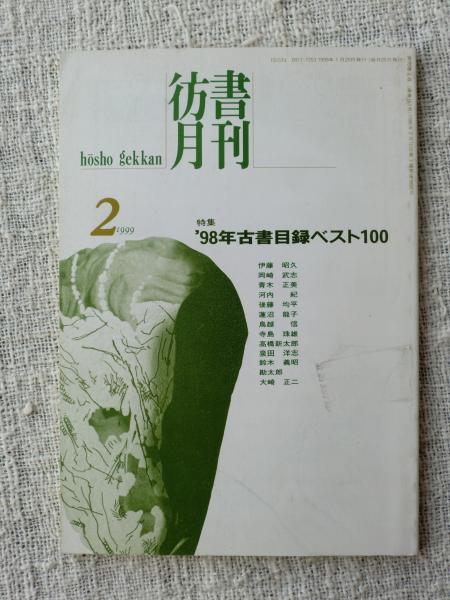 彷書月刊
hōsho gekkan
2 1999
特集
'98年古書目録ベスト100
伊藤 昭久
岡崎 武志
青木 正美
河内 紀
後藤 均平
蓮沼 龍子
鳥越 信
寺島 珠雄
高橋新太郎
泉田 洋志
鈴木 義昭
勘太郎
大崎 正二